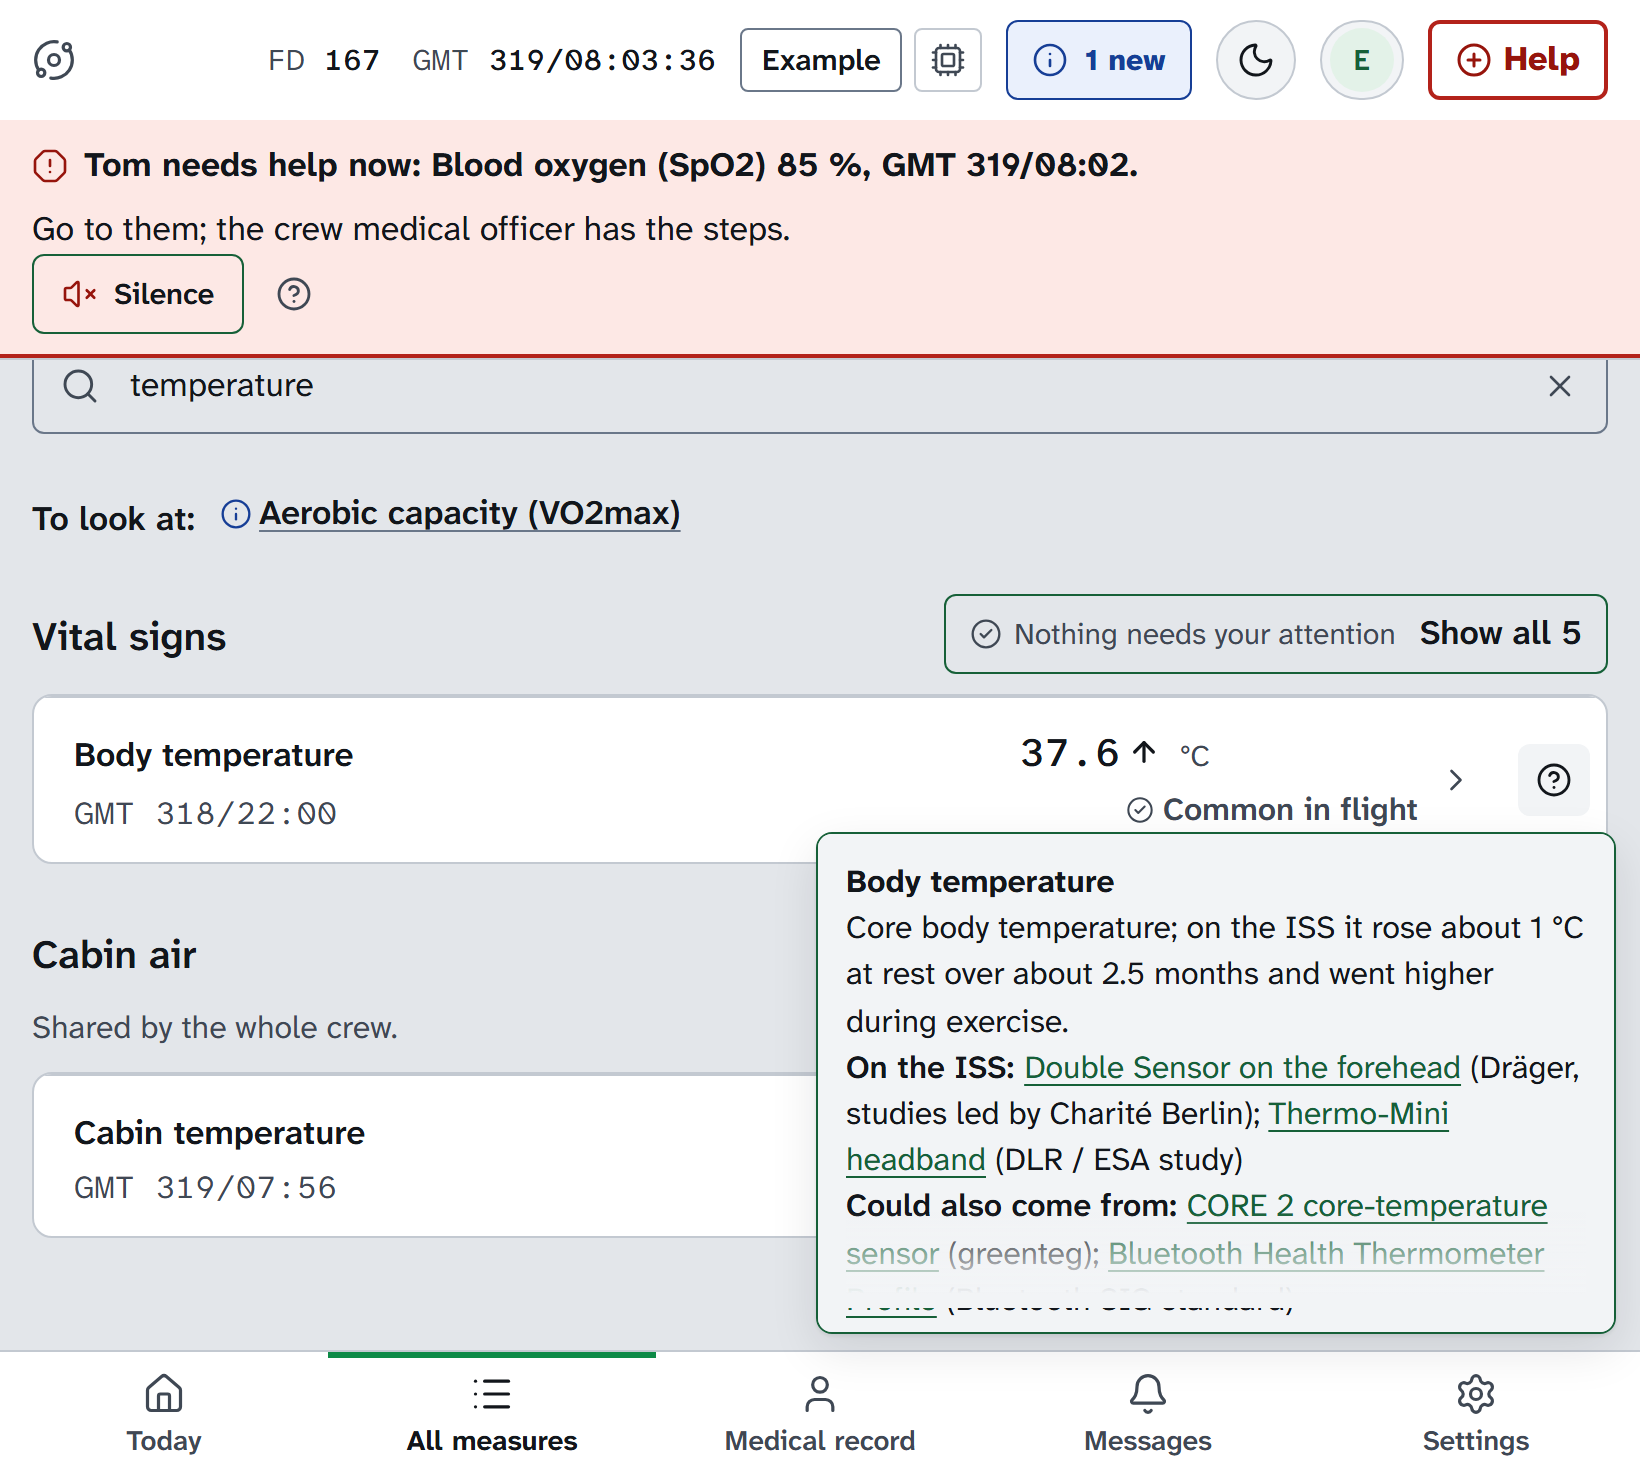 FD 167 GMT 319/08:03:36 Example 1 new E Help
Tom needs help now: Blood oxygen (SpO2) 85 %, GMT 319/08:02.
Go to them; the crew medical officer has the steps.
Silence
temperature
To look at: Aerobic capacity (VO2max)
Vital signs
Nothing needs your attention Show all 5
Body temperature
37.6 °C
GMT 318/22:00
Common in flight
Body temperature
Core body temperature; on the ISS it rose about 1 °C
at rest over about 2.5 months and went higher
during exercise.
On the ISS: Double Sensor on the forehead (Dräger,
studies led by Charité Berlin); Thermo-Mini
headband (DLR / ESA study)
Could also come from: CORE 2 core-temperature
sensor (greenteg); Bluetooth Health Thermometer
Profile (Bluetooth SIG standard)
Cabin air
Shared by the whole crew.
Cabin temperature
GMT 319/07:56
Today
All measures
Medical record
Messages
Settings